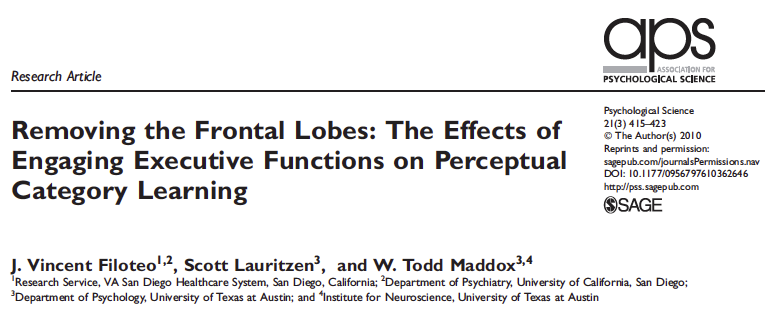 Research Article
aps
ASSOCIATION FOR
PSYCHOLOGICAL SCIENCE
Removing the Frontal Lobes: The Effects of
Engaging Executive Functions on Perceptual
Category Learning
Psychological Science
21(3) 415–423
© The Author(s) 2010
Reprints and permission:
sagepub.com/journalsPermissions.nav
DOI: 10.1177/0956797610362646
http://pss.sagepub.com
SAGE
J. Vincent Filoteo1,2, Scott Lauritzen3, and W. Todd Maddox3,4
1Research Service, VA San Diego Healthcare System, San Diego, California; 2Department of Psychiatry, University of California, San Diego;
3Department of Psychology, University of Texas at Austin; and 4Institute for Neuroscience, University of Texas at Austin